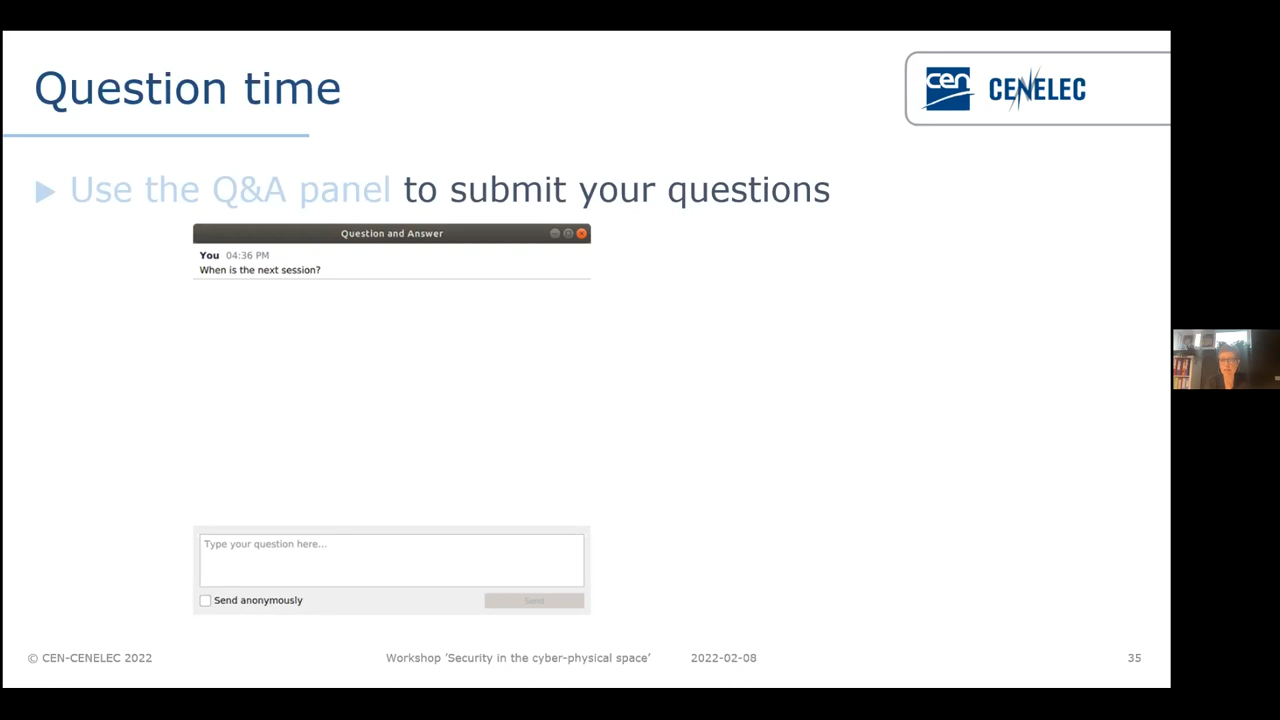 Question time
cen CENELEC
Use the Q&A panel to submit your questions
Question and Answer
You 04:36 PM
When is the next session?
Type your question here...
Send anonymously
Send
© CEN-CENELEC 2022
Workshop 'Security in the cyber-physical space'
2022-02-08
35